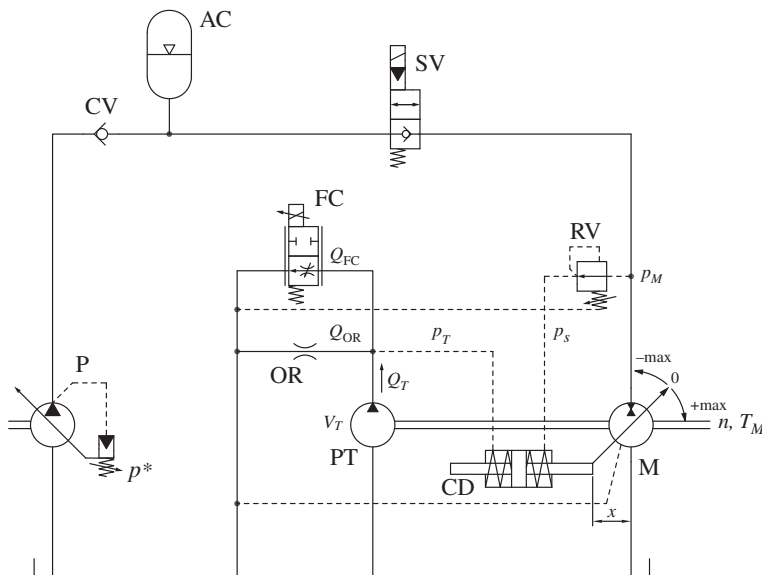 AC
SV
CV
FC
RV
Q_FC
p_M
Q_OR
p_T
p_s
−max
0
P
OR
Q_T
+max
V_T
n, T_M
PT
M
p*
CD
x